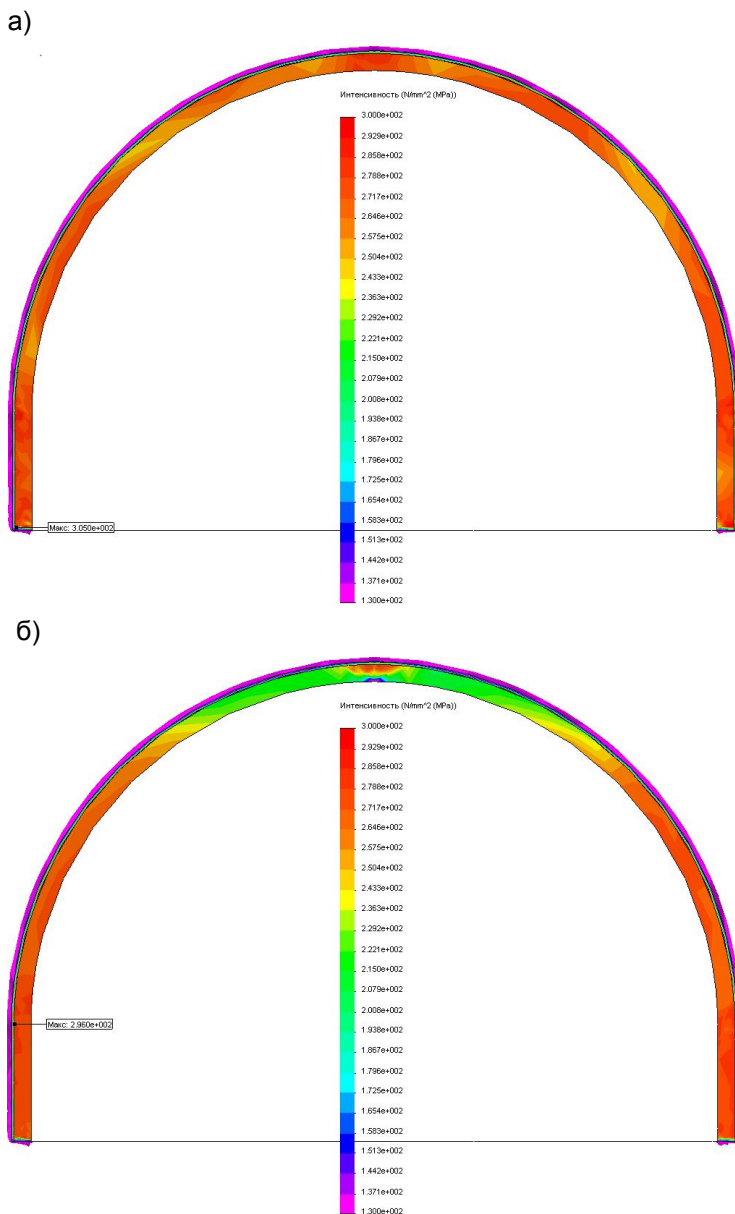 а)
Интенсивность (N/mm^2 (MPa))
3.000e+002
2.929e+002
2.858e+002
2.788e+002
2.717e+002
2.646e+002
2.575e+002
2.504e+002
2.433e+002
2.363e+002
2.292e+002
2.221e+002
2.150e+002
2.079e+002
2.008e+002
1.938e+002
1.867e+002
1.796e+002
1.725e+002
1.654e+002
1.583e+002
1.513e+002
1.442e+002
1.371e+002
1.300e+002
Макс: 3.050e+002
б)
Интенсивность (N/mm^2 (MPa))
3.000e+002
2.929e+002
2.858e+002
2.788e+002
2.717e+002
2.646e+002
2.575e+002
2.504e+002
2.433e+002
2.363e+002
2.292e+002
2.221e+002
2.150e+002
2.079e+002
2.008e+002
1.938e+002
1.867e+002
1.796e+002
1.725e+002
1.654e+002
1.583e+002
1.513e+002
1.442e+002
1.371e+002
1.300e+002
Макс: 2.960e+002